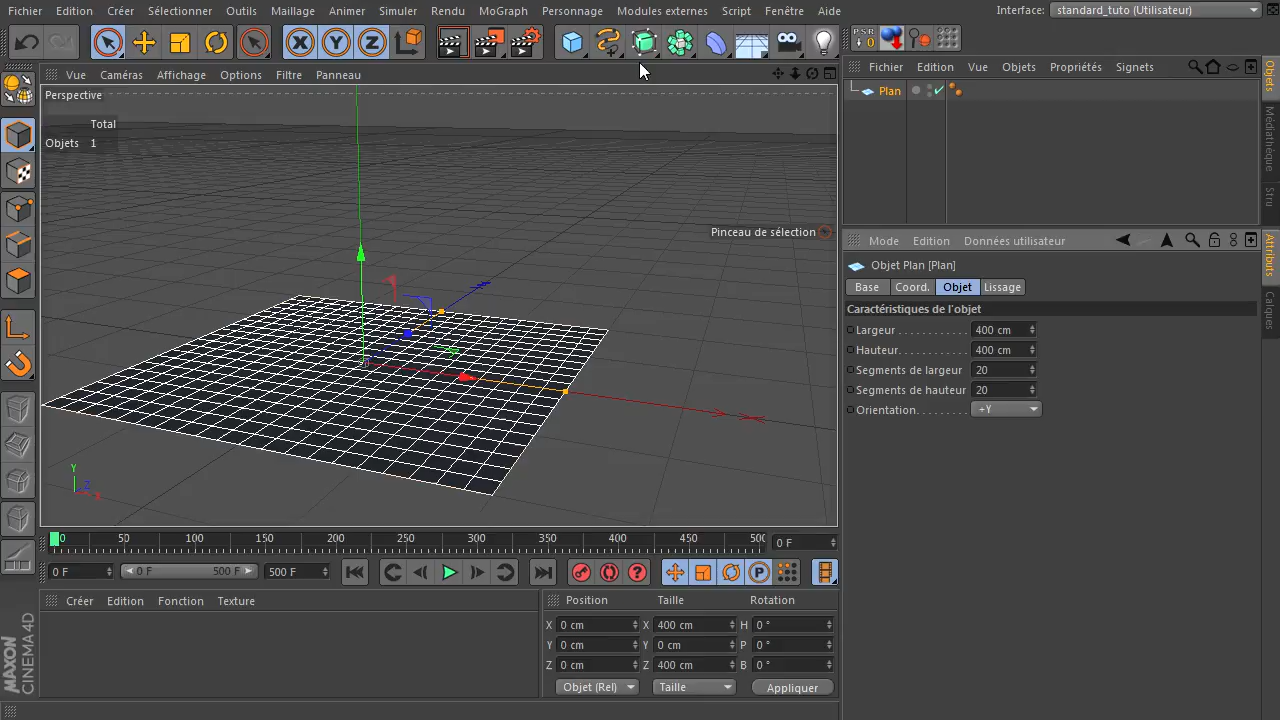 Fichier Edition Créer Sélectionner Outils Maillage Animer Simuler Rendu MoGraph Personnage Modules externes Script Fenêtre Aide Interface: standard_tuto (Utilisateur)
X Y Z PSR 0
Vue Caméras Affichage Options Filtre Panneau
Fichier Edition Vue Objets Propriétés Signets
Perspective
Plan
Total
Objets 1
Pinceau de sélection
Objets
Médiathèque
Stru
Mode Edition Données utilisateur
Objet Plan [Plan]
Base Coord. Objet Lissage
Caractéristiques de l'objet
Largeur 400 cm
Hauteur 400 cm
Segments de largeur 20
Segments de hauteur 20
Orientation +Y
Attributs
Calques
Y
Z
X
0 50 100 150 200 250 300 350 400 450 500
0 F
0 F 0 F 500 F 500 F
P
Créer Edition Fonction Texture
Position Taille Rotation
X 0 cm X 400 cm H 0 °
Y 0 cm Y 0 cm P 0 °
Z 0 cm Z 400 cm B 0 °
Objet (Rel) Taille Appliquer
MAXON
CINEMA 4D